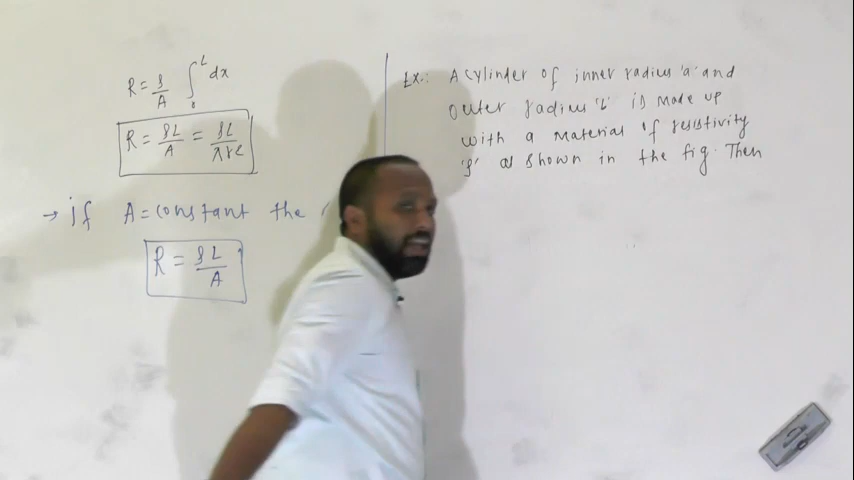 R = ρ/A ∫₀ᴸ dx
R = ρL/A = ρL/πr²
→ if A = constant the
R = ρL/A
Ex.: A cylinder of inner radius 'a' and
outer radius 'b' is made up
with a material of resistivity
'ρ' as shown in the fig. Then